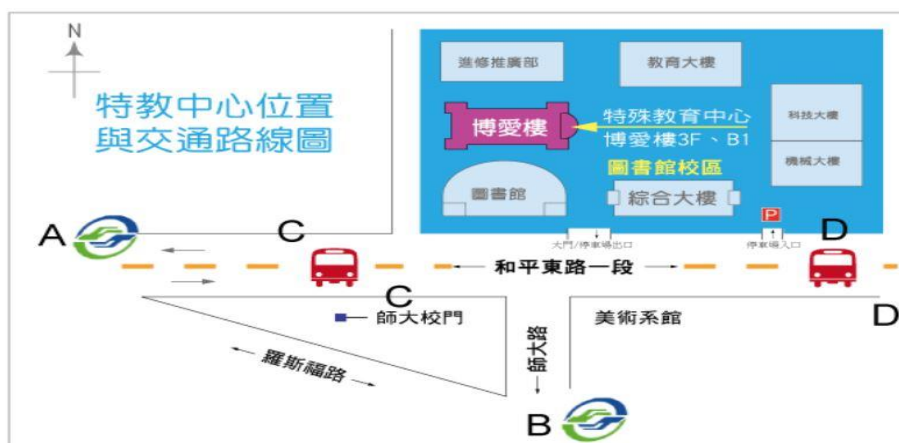 N
特教中心位置
與交通路線圖
進修推廣部
教育大樓
博愛樓
特殊教育中心
博愛樓3F、B1
科技大樓
機械大樓
圖書館校區
圖書館
綜合大樓
P
A
C
D
大門/停車場出口
停車場入口
和平東路一段
C
D
師大校門
美術系館
羅斯福路
師大路
B